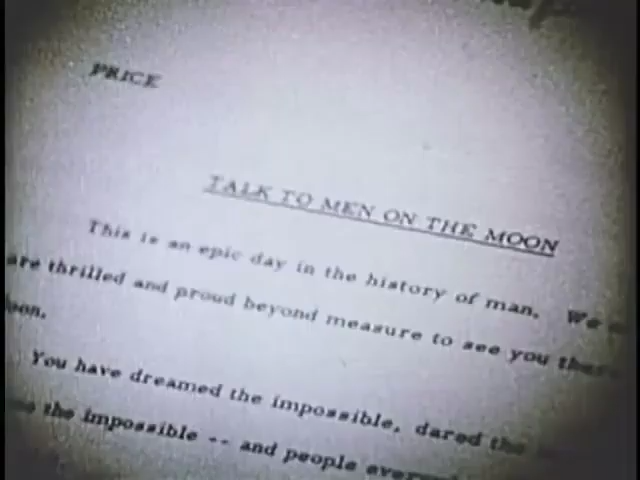 PRICE
TALK TO MEN ON THE MOON
This is an epic day in the history of man. We
are thrilled and proud beyond measure to see you
You have dreamed the impossible, dared the
the impossible -- and people